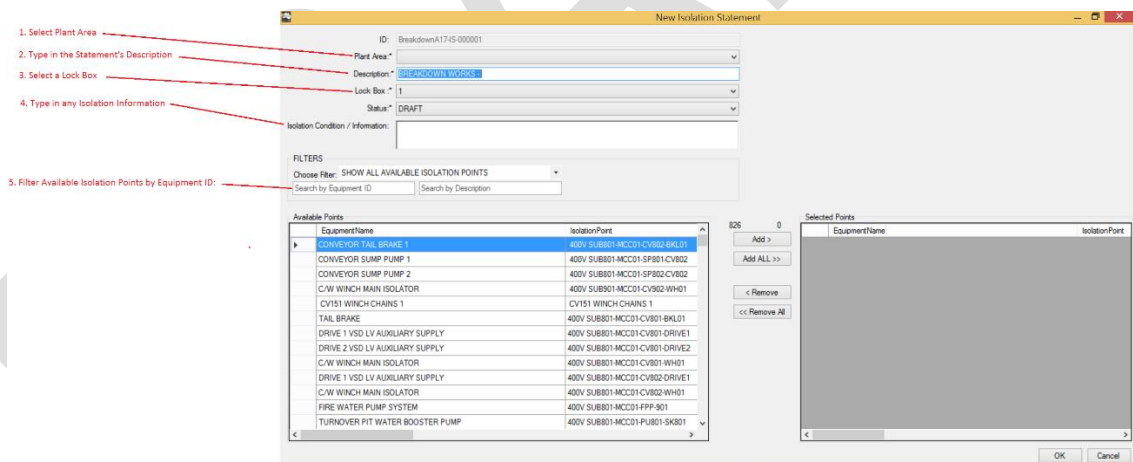 New Isolation Statement
1. Select Plant Area
2. Type in the Statement's Description
3. Select a Lock Box
4. Type in any Isolation Information
5. Filter Available Isolation Points by Equipment ID:
ID: BreakdownA17-IS-000001
Plant Area:*
Description:* BREAKDOWN WORKS -
Lock Box :* 1
Status:* DRAFT
Isolation Condition / Information:
FILTERS
Choose Filter: SHOW ALL AVAILABLE ISOLATION POINTS
Search by Equipment ID Search by Description
Available Points
EquipmentName IsolationPoint
CONVEYOR TAIL BRAKE 1 400V SUB801-MCC01-CV802-BKL01
CONVEYOR SUMP PUMP 1 400V SUB801-MCC01-SP801-CV802
CONVEYOR SUMP PUMP 2 400V SUB801-MCC01-SP802-CV802
C/W WINCH MAIN ISOLATOR 400V SUB901-MCC01-CV902-WH01
CV151 WINCH CHAINS 1 CV151 WINCH CHAINS 1
TAIL BRAKE 400V SUB801-MCC01-CV801-BKL01
DRIVE 1 VSD LV AUXILIARY SUPPLY 400V SUB801-MCC01-CV801-DRIVE1
DRIVE 2 VSD LV AUXILIARY SUPPLY 400V SUB801-MCC01-CV801-DRIVE2
C/W WINCH MAIN ISOLATOR 400V SUB801-MCC01-CV801-WH01
DRIVE 1 VSD LV AUXILIARY SUPPLY 400V SUB801-MCC01-CV802-DRIVE1
C/W WINCH MAIN ISOLATOR 400V SUB801-MCC01-CV802-WH01
FIRE WATER PUMP SYSTEM 400V SUB801-MCC01-FPP-901
TURNOVER PIT WATER BOOSTER PUMP 400V SUB801-MCC01-PU801-SK801
826 0
Add >
Add ALL >>
< Remove
<< Remove All
Selected Points
EquipmentName IsolationPoint
OK Cancel